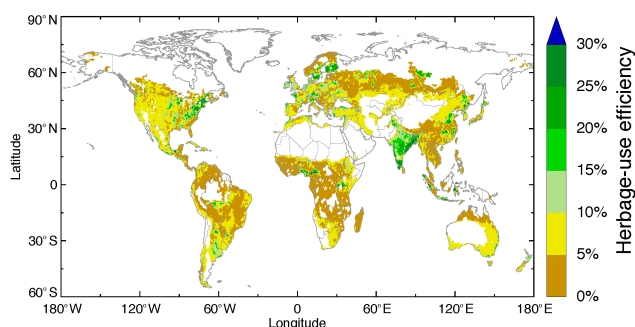 90°N
60°N
30°N
0
30°S
60°S
Latitude
180°W
120°W
60°W
0
60°E
120°E
180°E
Longitude
30%
25%
20%
15%
10%
5%
0%
Herbage-use efficiency